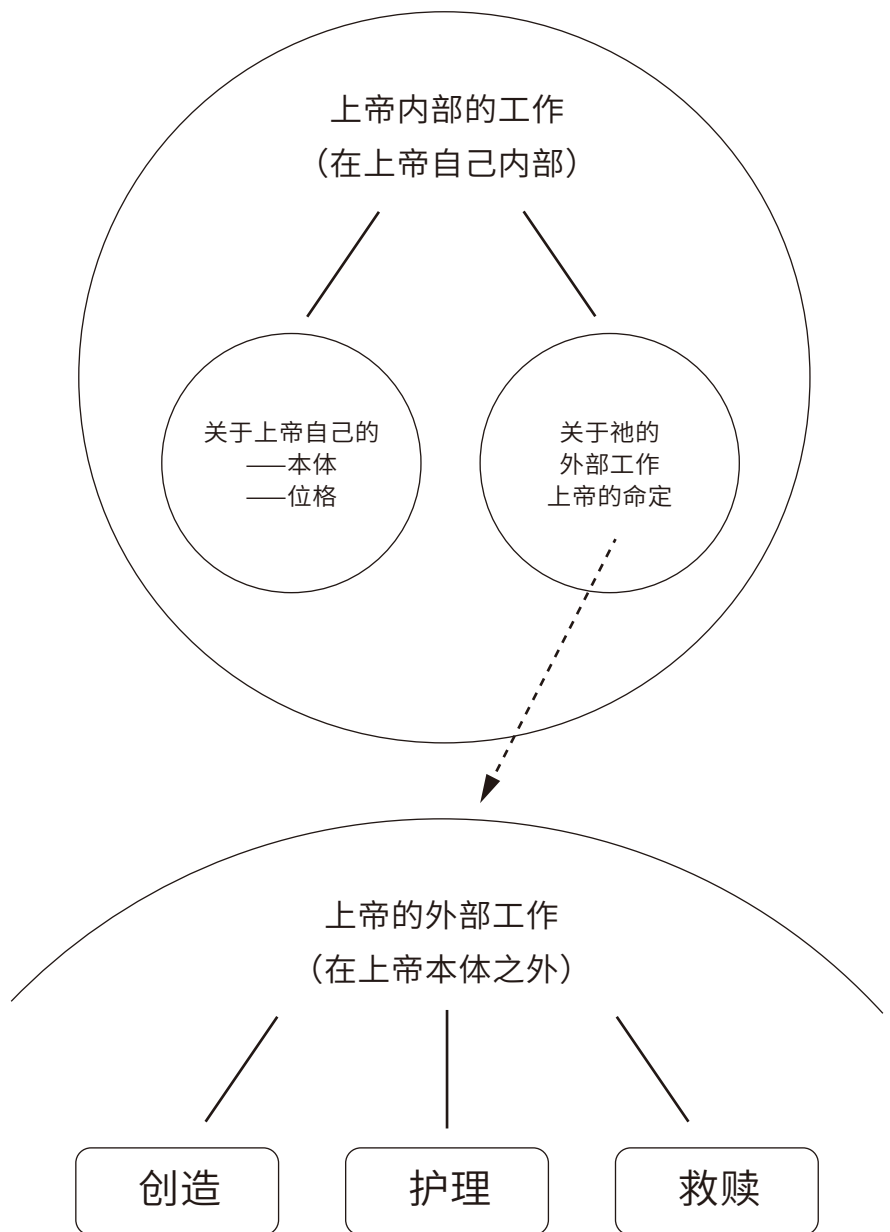 上帝内部的工作
（在上帝自己内部）
关于上帝自己的
——本体
——位格
关于祂的
外部工作
上帝的命定
上帝的外部工作
（在上帝本体之外）
创造
护理
救赎